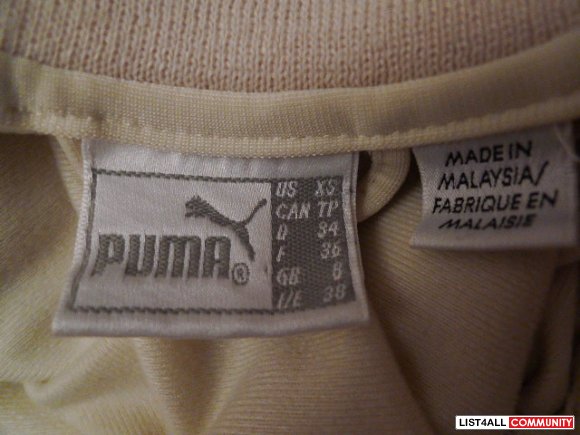 PUMA®
US XS
CAN TP
D 34
F 36
GB 8
I/E 38
MADE IN
MALAYSIA/
FABRIQUE EN
MALAISIE
LIST4ALL COMMUNITY